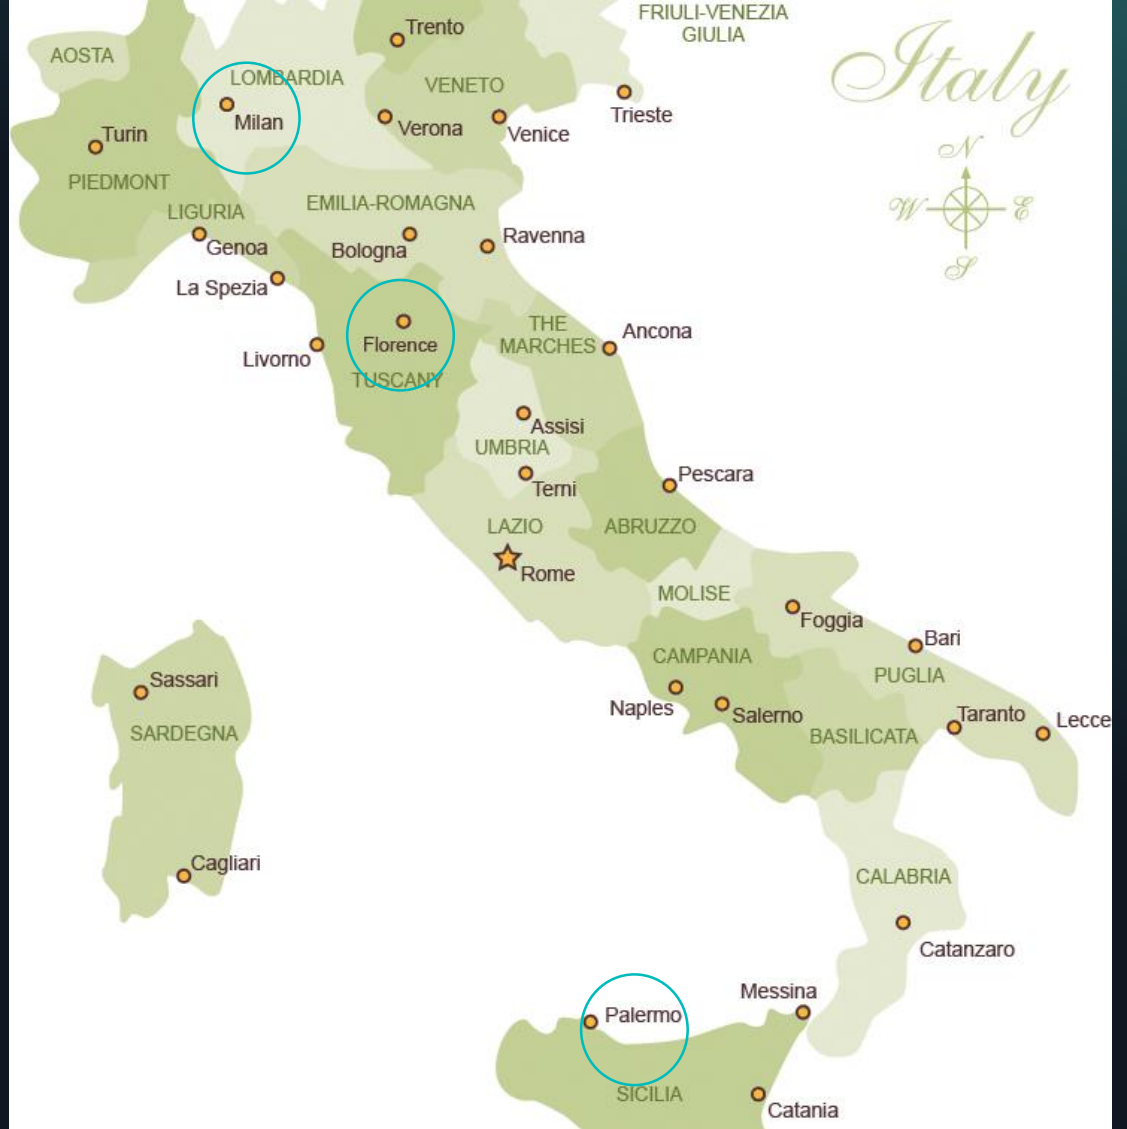 FRIULI-VENEZIA
GIULIA
Italy
Trento
AOSTA
LOMBARDIA
VENETO
Milan
Verona
Venice
Trieste
Turin
N
W
E
S
PIEDMONT
LIGURIA
EMILIA-ROMAGNA
Genoa
Bologna
Ravenna
La Spezia
THE
MARCHES
Ancona
Florence
Livorno
TUSCANY
Assisi
UMBRIA
Terni
Pescara
LAZIO
ABRUZZO
Rome
MOLISE
Foggia
Bari
CAMPANIA
PUGLIA
Sassari
Naples
Salerno
Taranto
Lecce
SARDEGNA
BASILICATA
Cagliari
CALABRIA
Catanzaro
Messina
Palermo
SICILIA
Catania